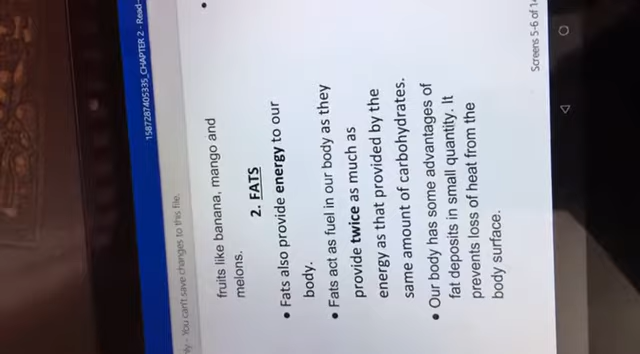 1587287405335_CHAPTER 2 - Read-
nly - You can't save changes to this file.
fruits like banana, mango and
melons.
2. FATS
• Fats also provide energy to our
body.
• Fats act as fuel in our body as they
provide twice as much as
energy as that provided by the
same amount of carbohydrates.
• Our body has some advantages of
fat deposits in small quantity. It
prevents loss of heat from the
body surface.
Screens 5-6 of 1